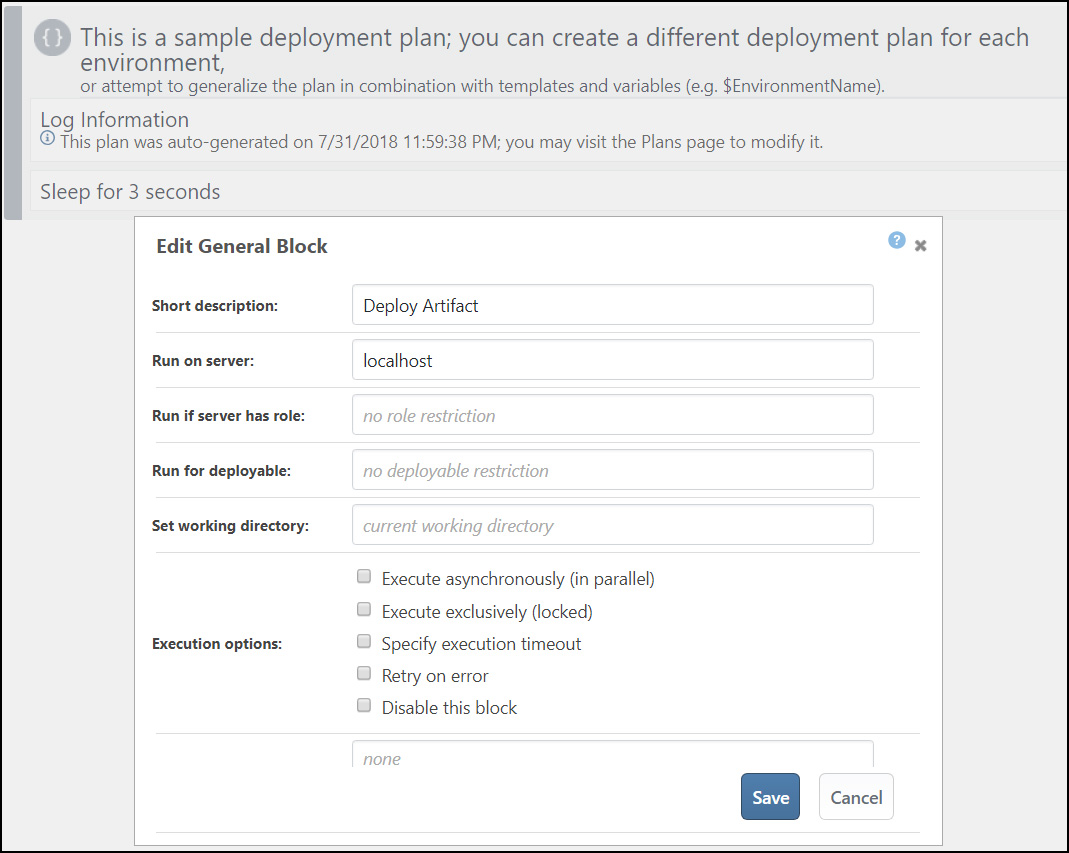 {} This is a sample deployment plan; you can create a different deployment plan for each
environment,
or attempt to generalize the plan in combination with templates and variables (e.g. $EnvironmentName).
Log Information
This plan was auto-generated on 7/31/2018 11:59:38 PM; you may visit the Plans page to modify it.
Sleep for 3 seconds
Edit General Block
?
Short description: Deploy Artifact
Run on server: localhost
Run if server has role: no role restriction
Run for deployable: no deployable restriction
Set working directory: current working directory
Execute asynchronously (in parallel)
Execute exclusively (locked)
Execution options: Specify execution timeout
Retry on error
Disable this block
none
Save Cancel